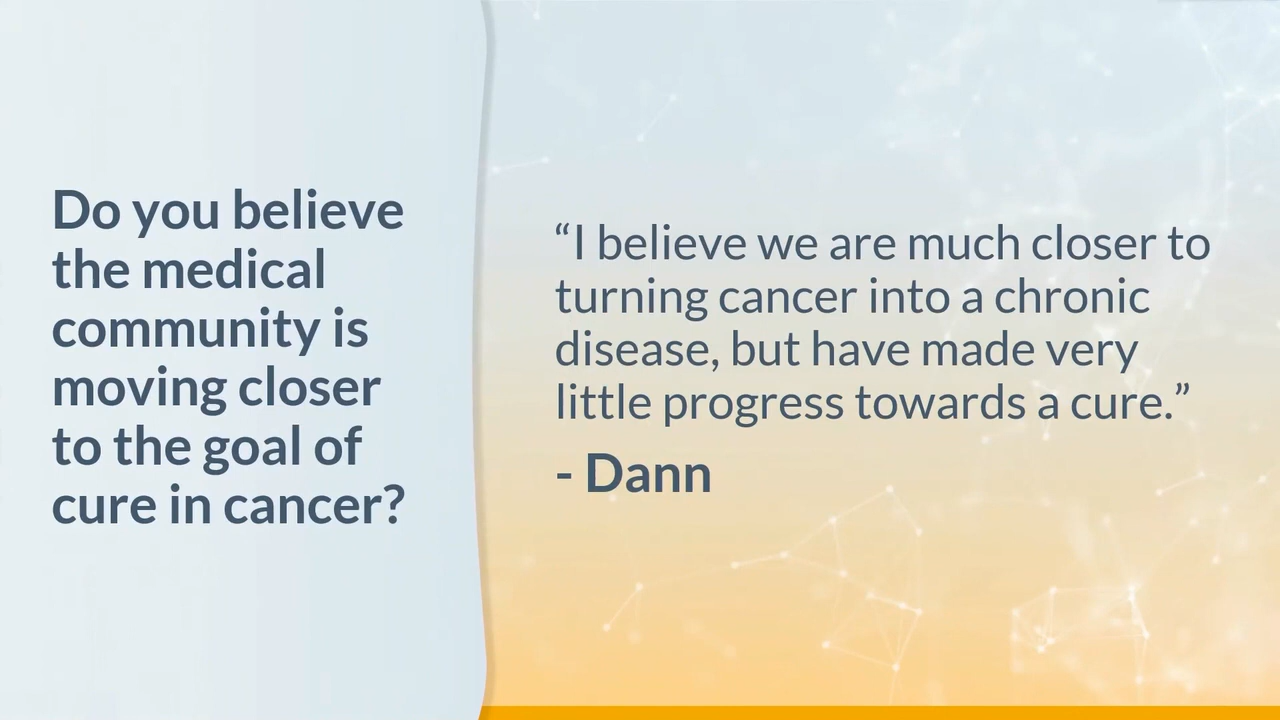 Do you believe
the medical
community is
moving closer
to the goal of
cure in cancer?
“I believe we are much closer to
turning cancer into a chronic
disease, but have made very
little progress towards a cure.”
- Dann